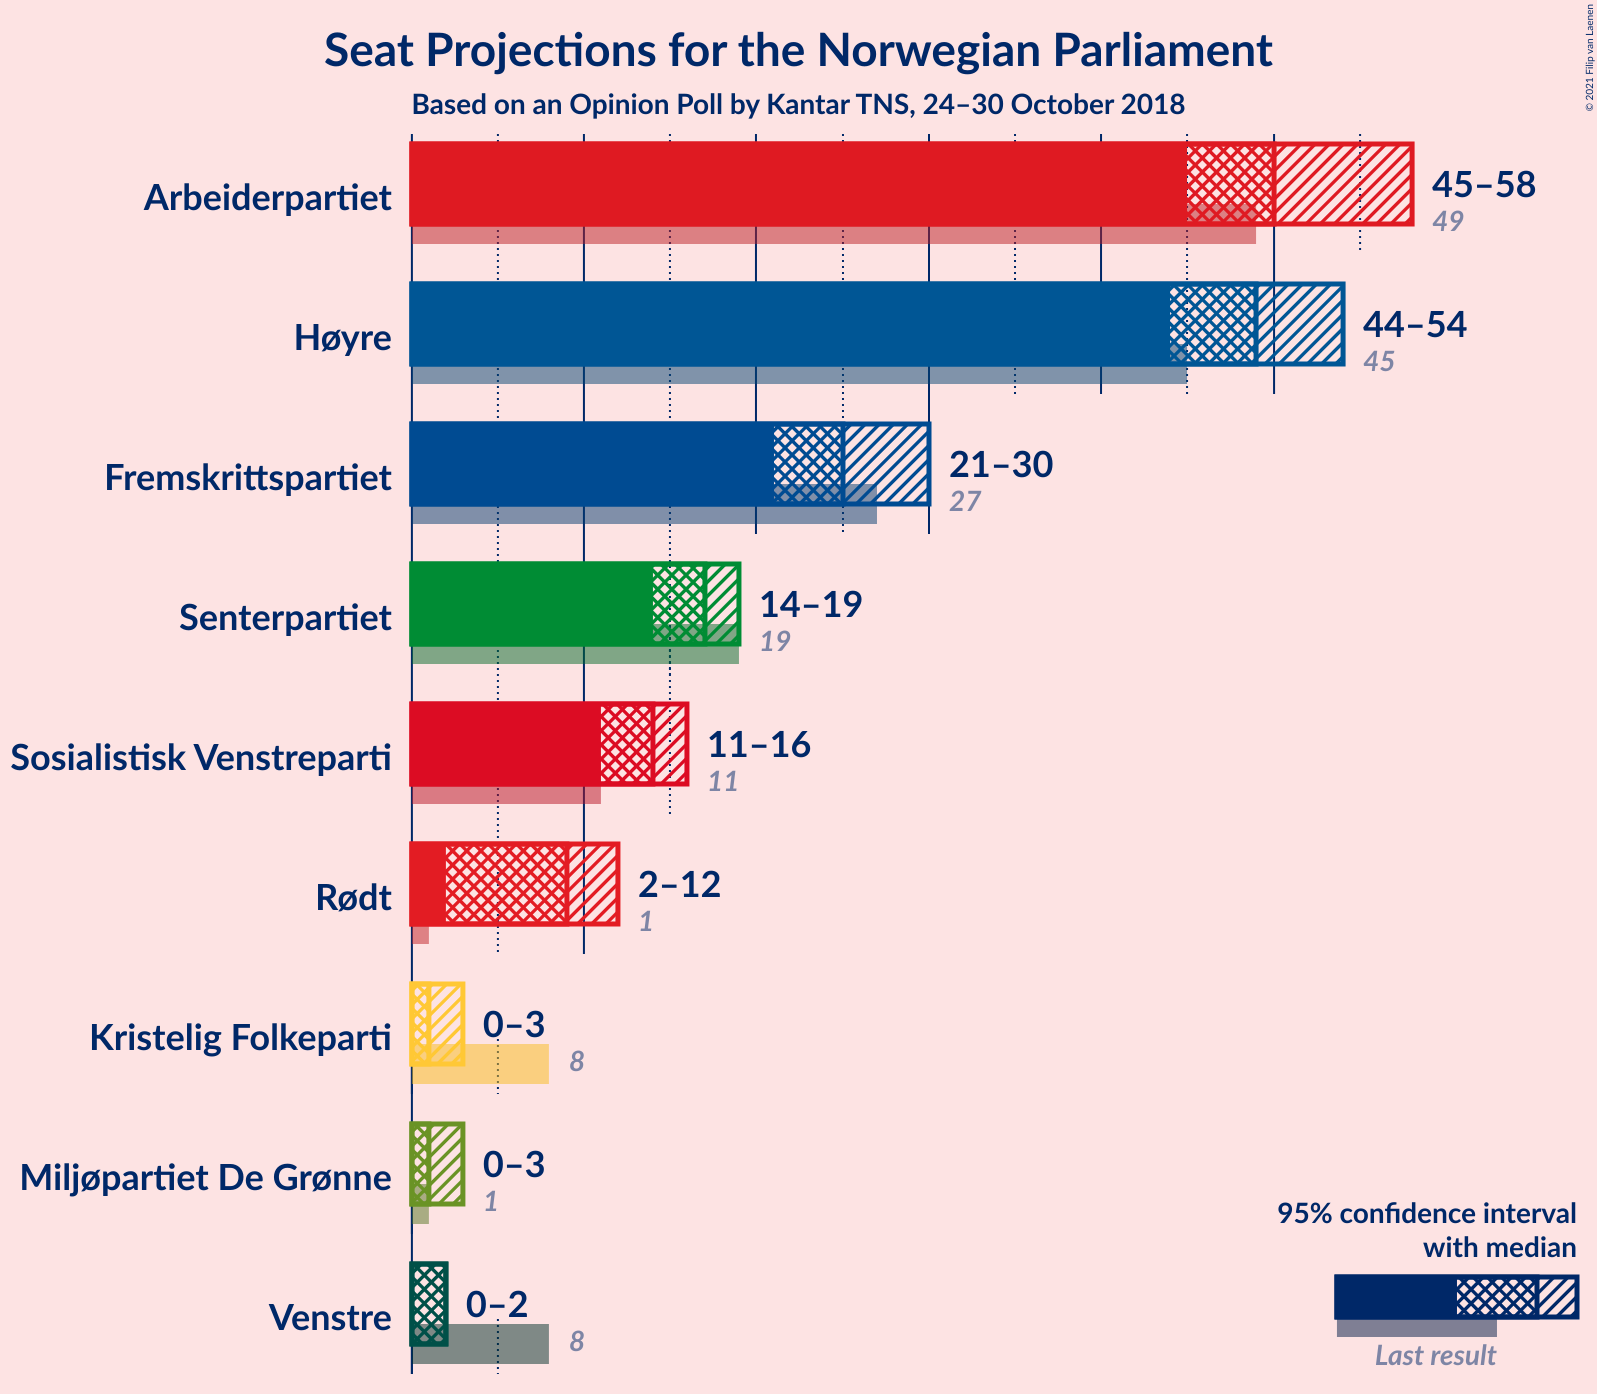 Seat Projections for the Norwegian Parliament
Based on an Opinion Poll by Kantar TNS, 24–30 October 2018
© 2021 Filip van Laenen
Arbeiderpartiet
45–58
49
Høyre
44–54
45
Fremskrittspartiet
21–30
27
Senterpartiet
14–19
19
Sosialistisk Venstreparti
11–16
11
Rødt
2–12
1
Kristelig Folkeparti
0–3
8
Miljøpartiet De Grønne
0–3
1
Venstre
0–2
8
95% confidence interval
with median
Last result